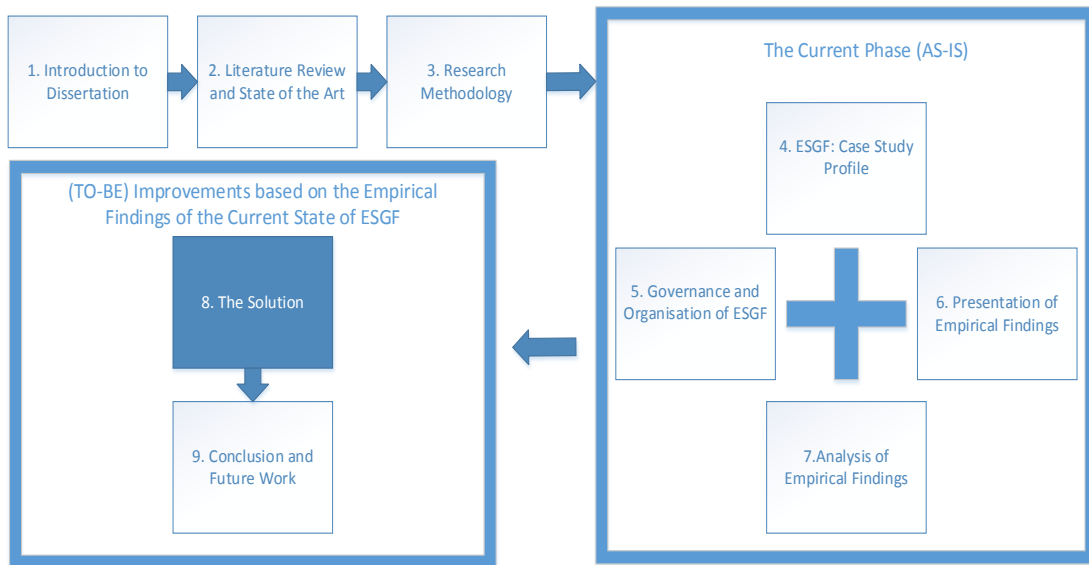 1. Introduction to
Dissertation
2. Literature Review
and State of the Art
3. Research
Methodology
The Current Phase (AS-IS)
4. ESGF: Case Study
Profile
5. Governance and
Organisation of ESGF
6. Presentation of
Empirical Findings
7.Analysis of
Empirical Findings
(TO-BE) Improvements based on the Empirical
Findings of the Current State of ESGF
8. The Solution
9. Conclusion and
Future Work